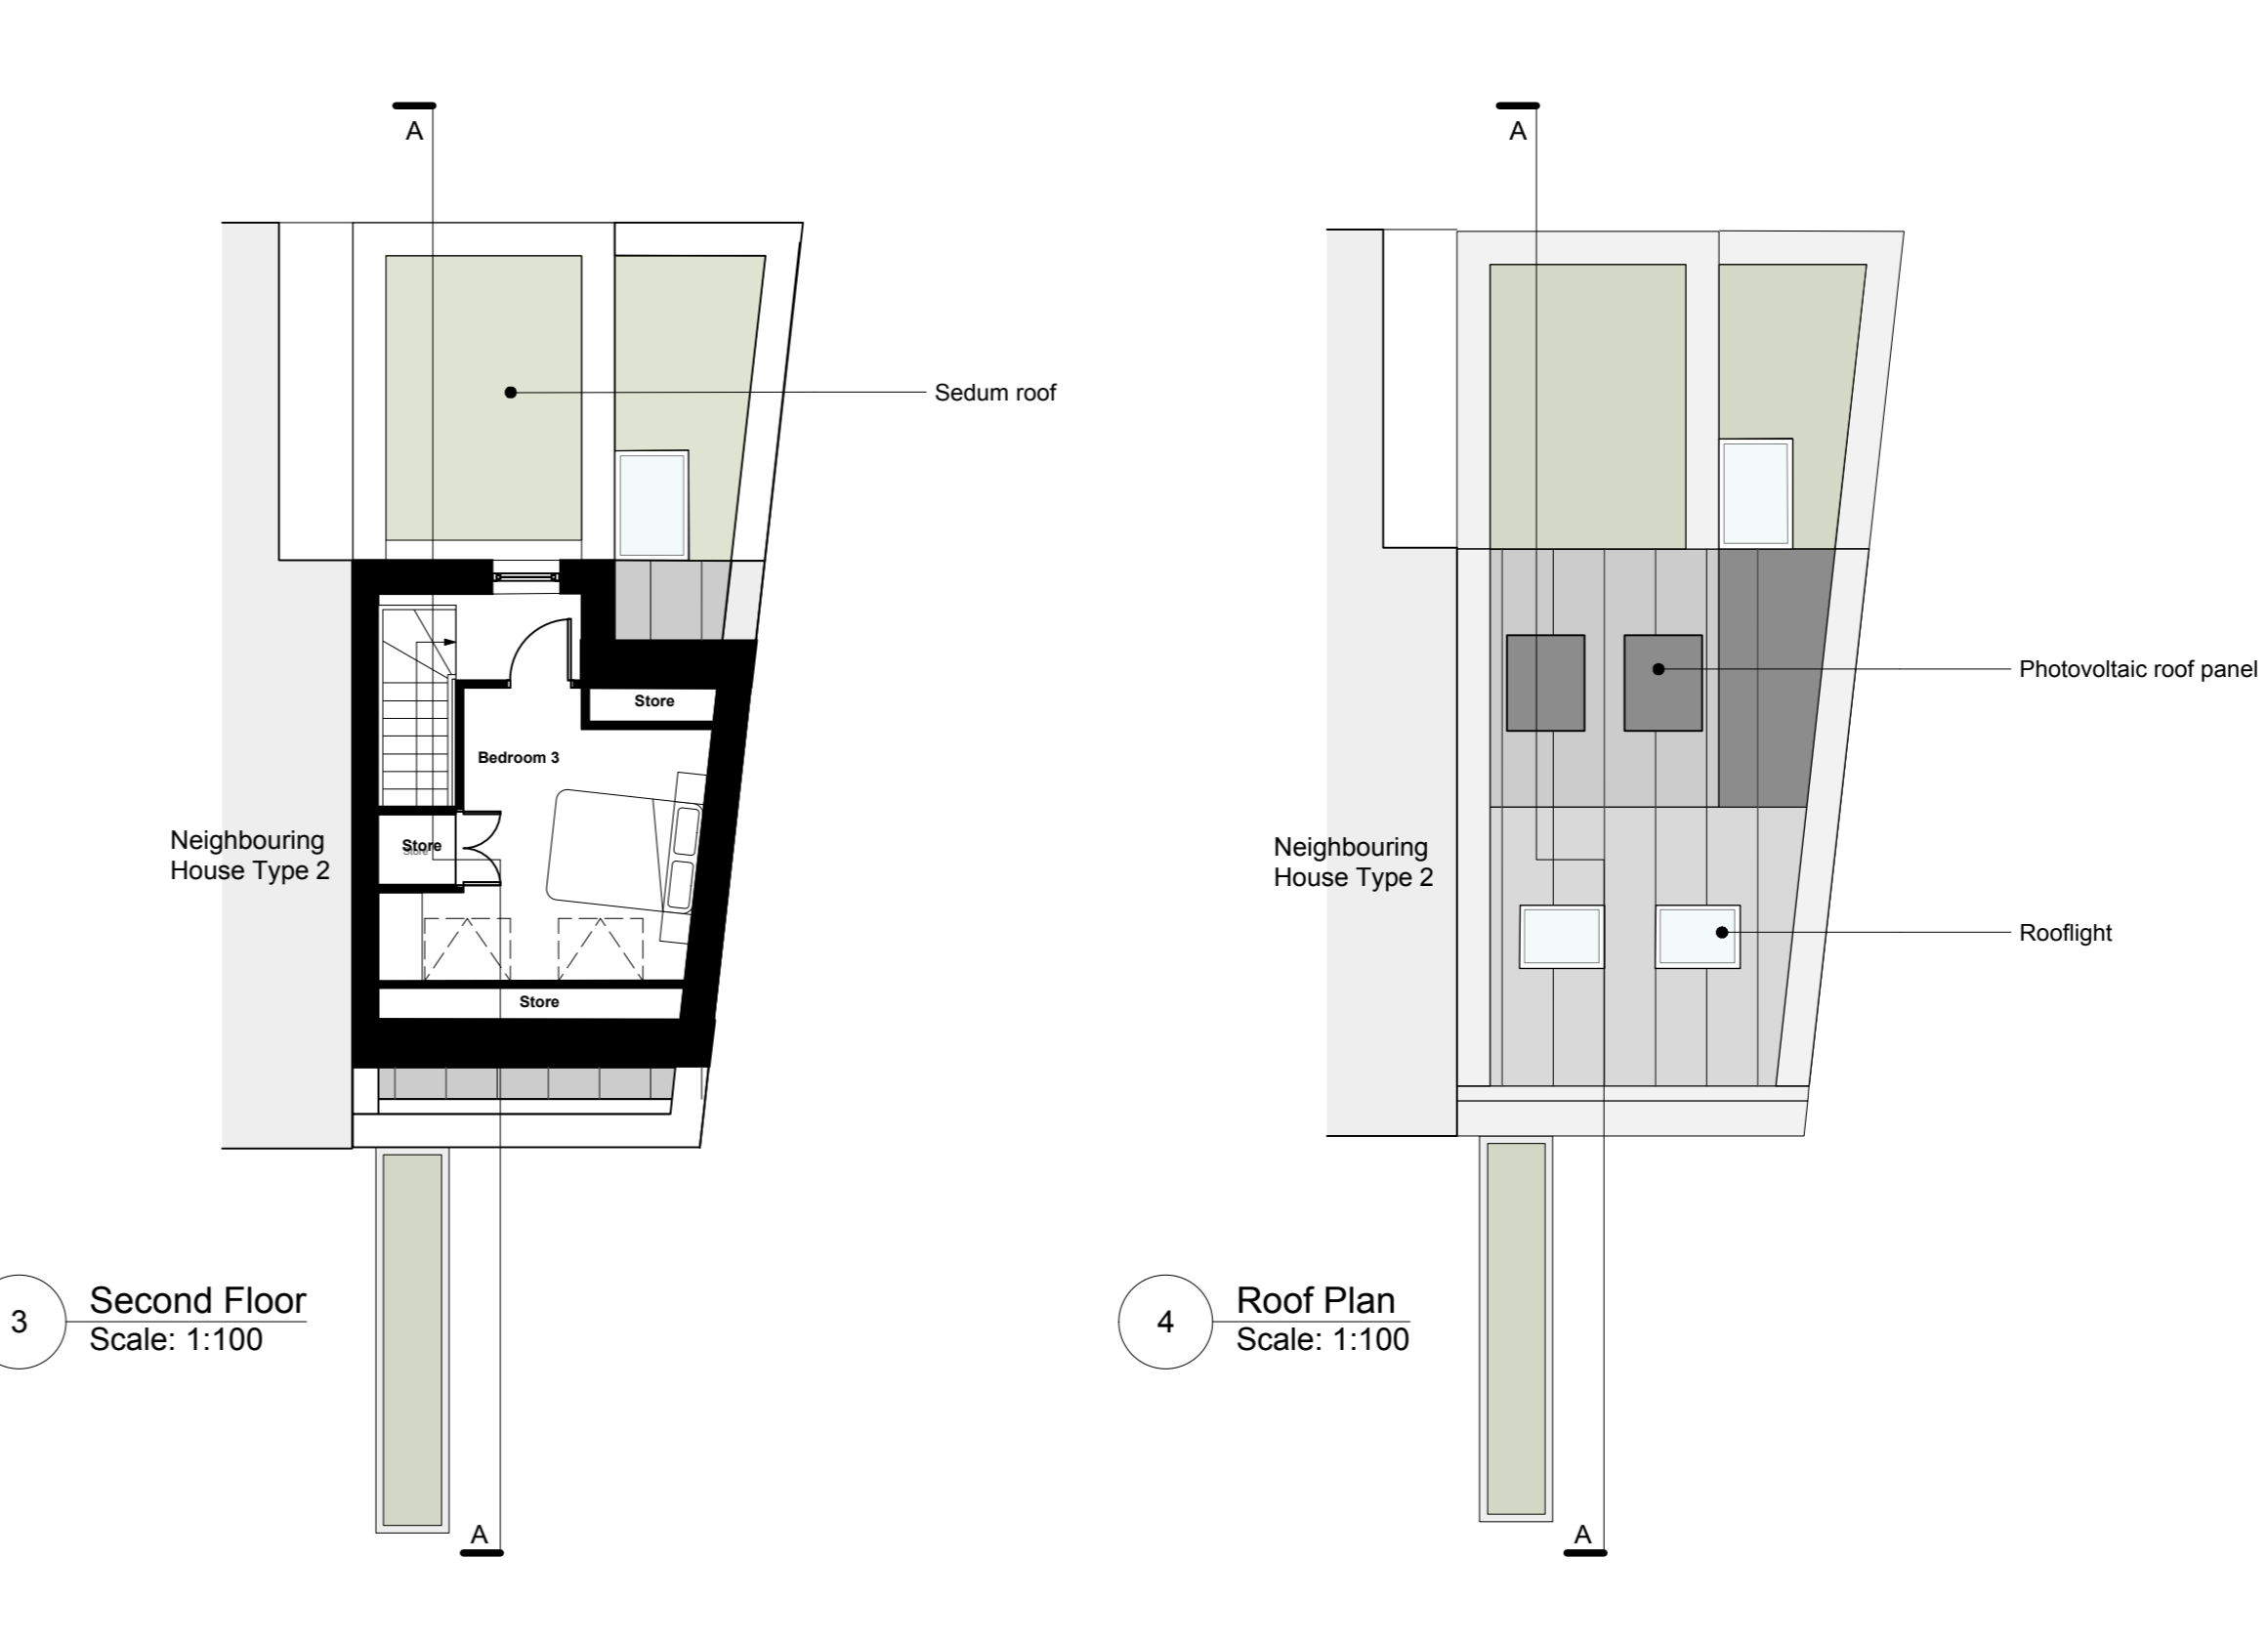 A
Sedum roof
Store
Bedroom 3
Neighbouring
House Type 2
Store
Store
Store
3
Second Floor
Scale: 1:100
A
A
Photovoltaic roof panel
Neighbouring
House Type 2
Rooflight
4
Roof Plan
Scale: 1:100
A